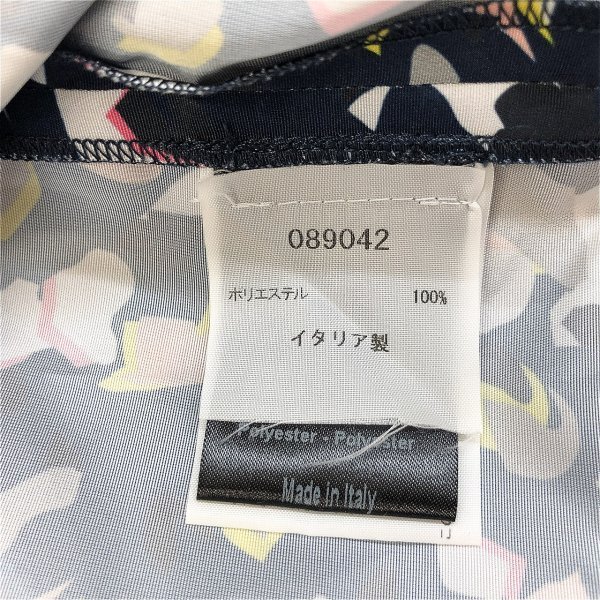 089042
ポリエステル 100%
イタリア製
Polyester - Polyester
Made in Italy